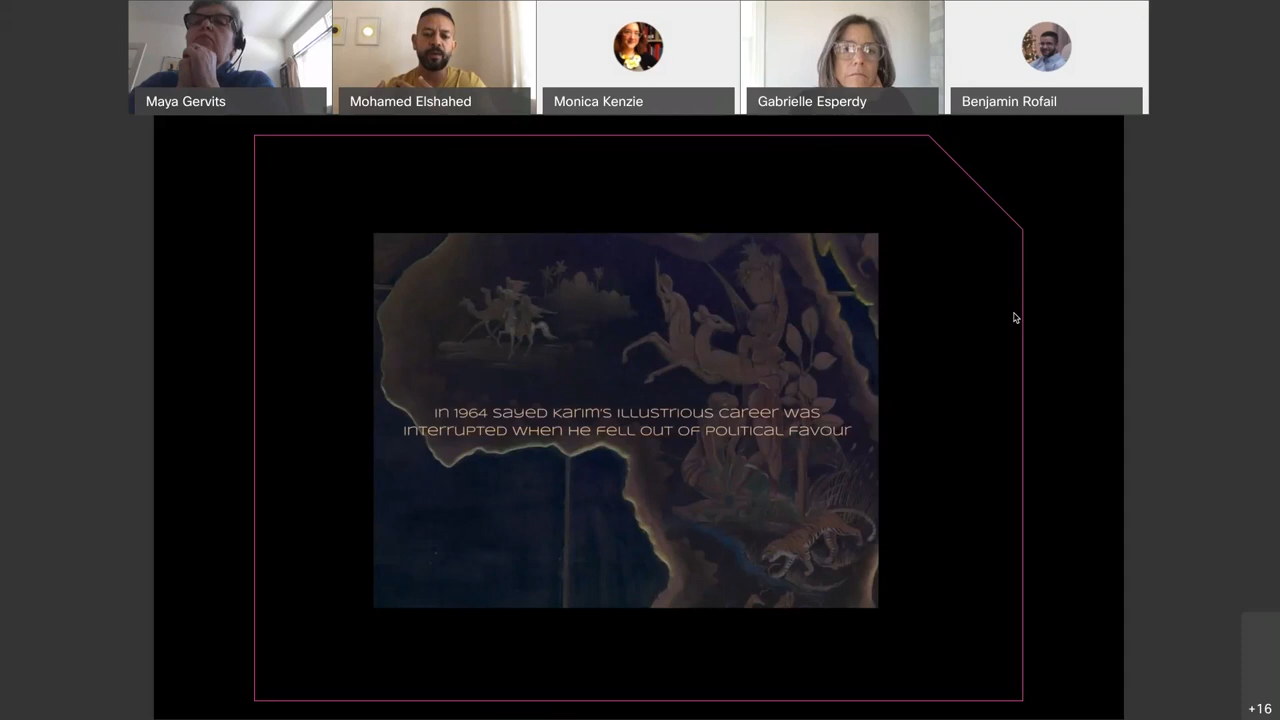 Maya Gervits
Mohamed Elshahed
Monica Kenzie
Gabrielle Esperdy
Benjamin Rofail
In 1964 Sayed Karim's illustrious career was
interrupted when he fell out of political favour
+16